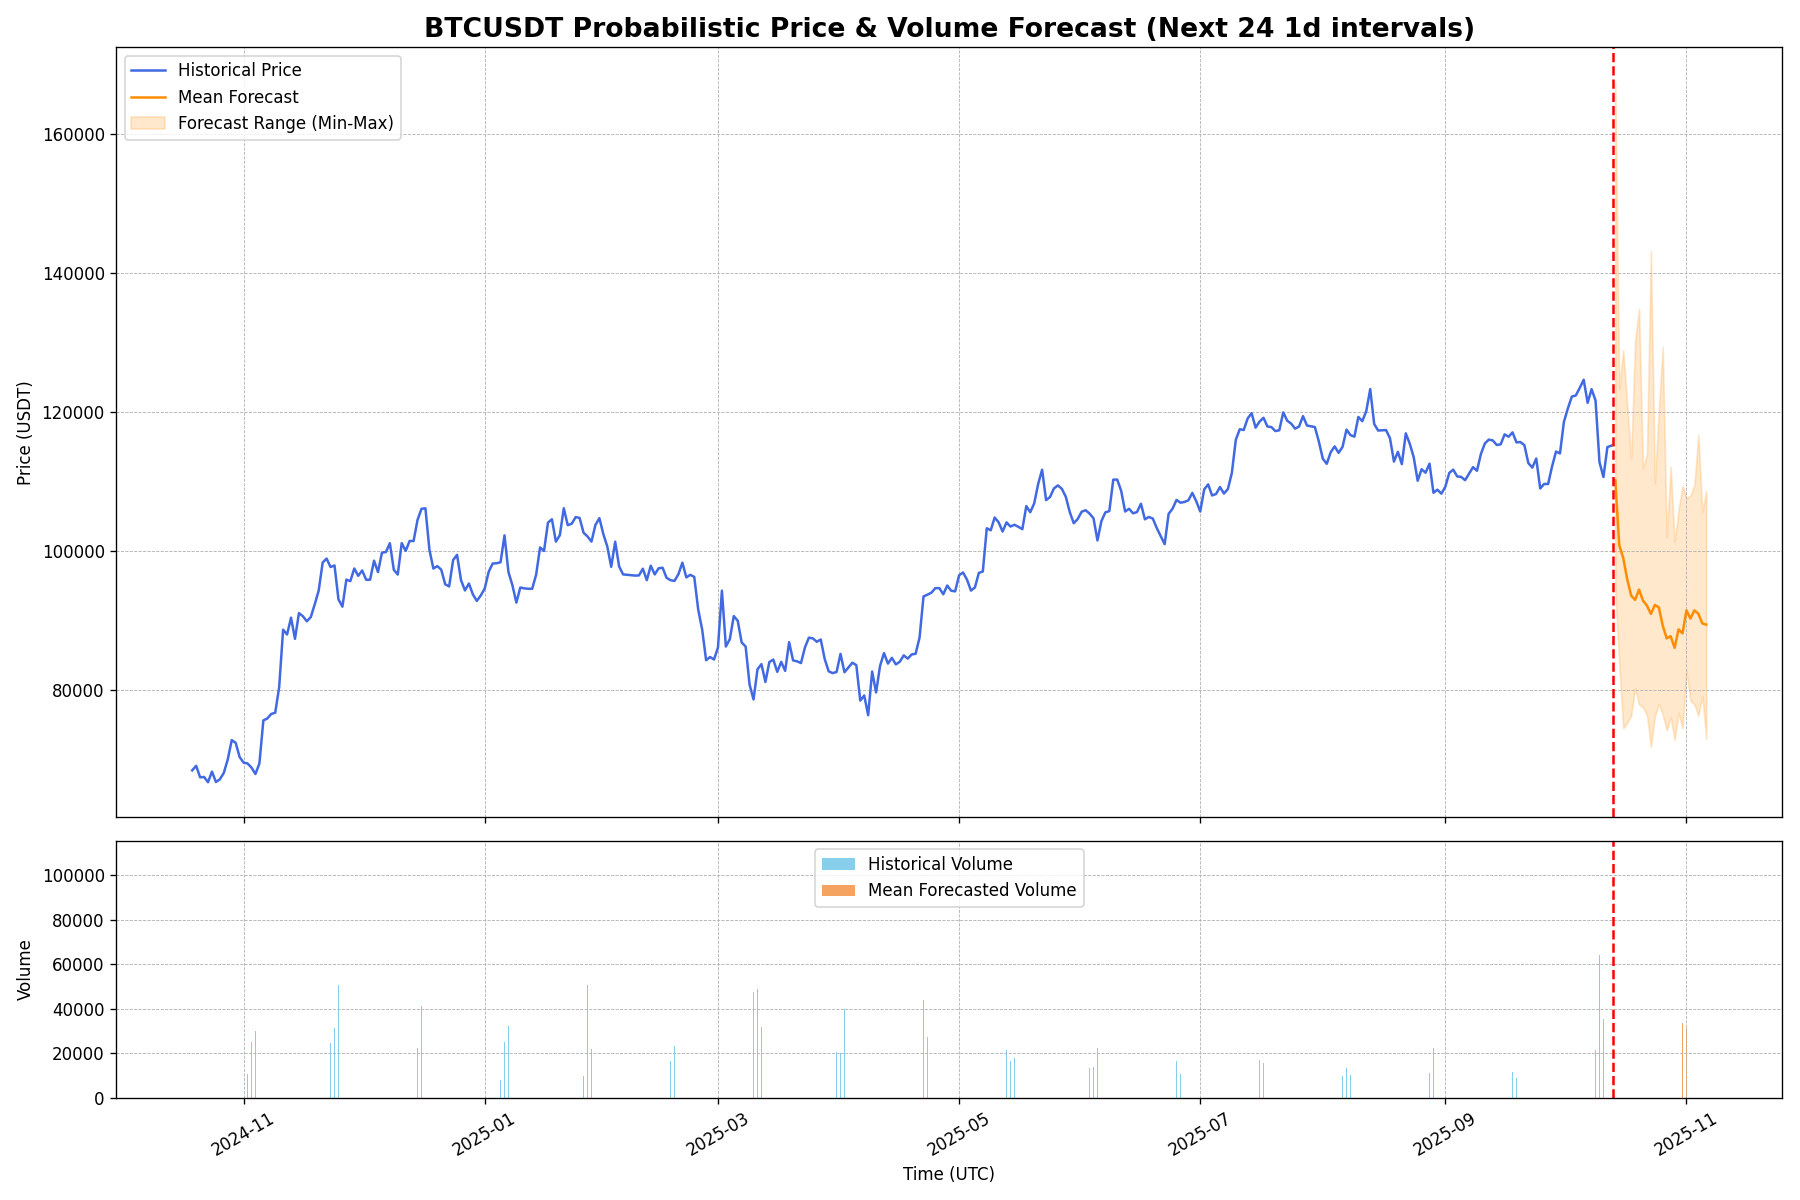 BTCUSDT Probabilistic Price & Volume Forecast (Next 24 1d intervals)
Historical Price
Mean Forecast
Forecast Range (Min-Max)
Price (USDT)
160000
140000
120000
100000
80000
Historical Volume
Mean Forecasted Volume
Volume
100000
80000
60000
40000
20000
0
2024-11
2025-01
2025-03
2025-05
2025-07
2025-09
2025-11
Time (UTC)